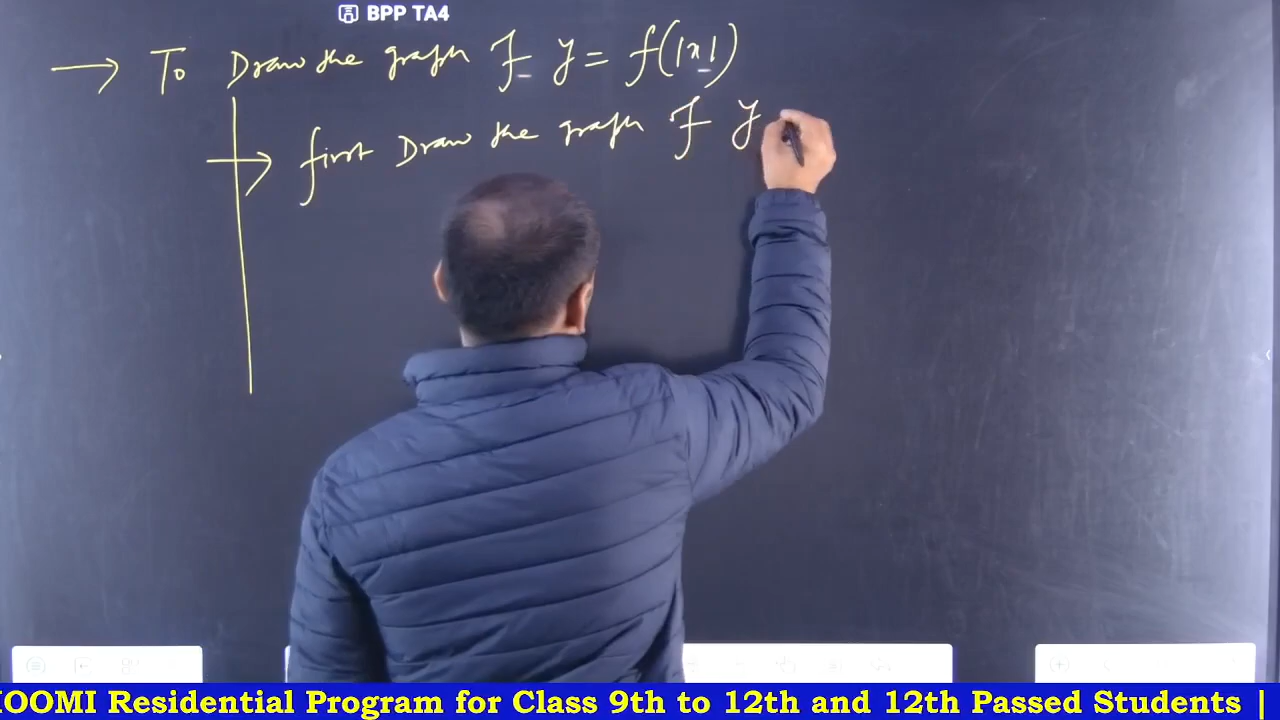 BPP TA4
→ To Draw the graph of y = f(|x|)
→ first Draw the graph of y
OOMI Residential Program for Class 9th to 12th and 12th Passed Students |